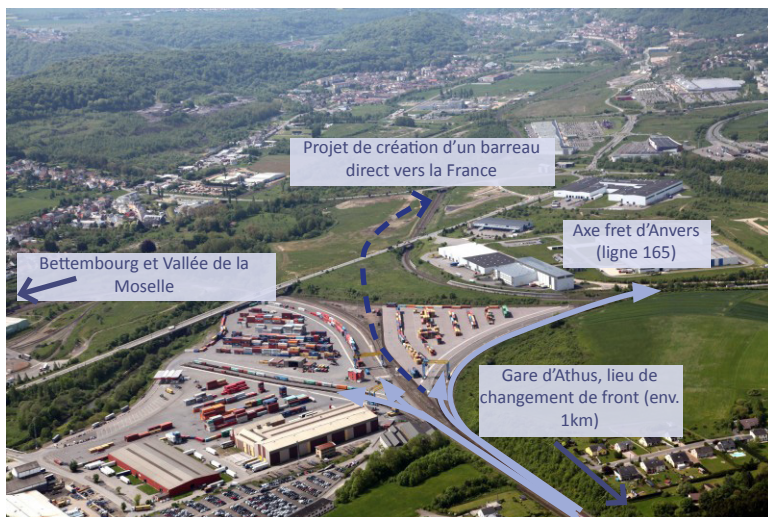 Projet de création d'un barreau
direct vers la France
Axe fret d'Anvers
(ligne 165)
Bettembourg et Vallée de la
Moselle
Gare d'Athus, lieu de
changement de front (env.
1km)